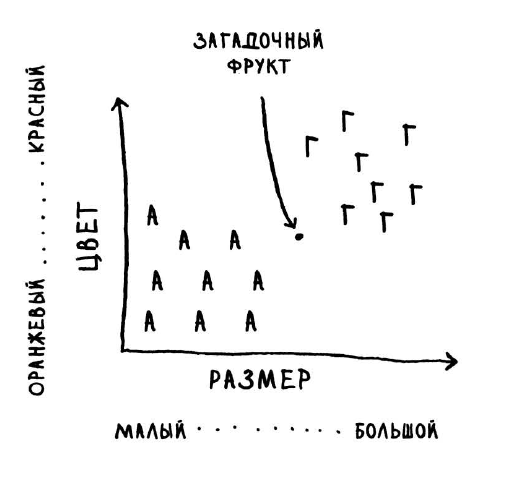 ЗАГАДОЧНЫЙ
ФРУКТ
КРАСНЫЙ
ЦВЕТ
ОРАНЖЕВЫЙ
Г
Г Г
Г
Г Г
Г Г
А
А А
А А А
А А А
РАЗМЕР
МАЛЫЙ . . . . . . . . . БОЛЬШОЙ